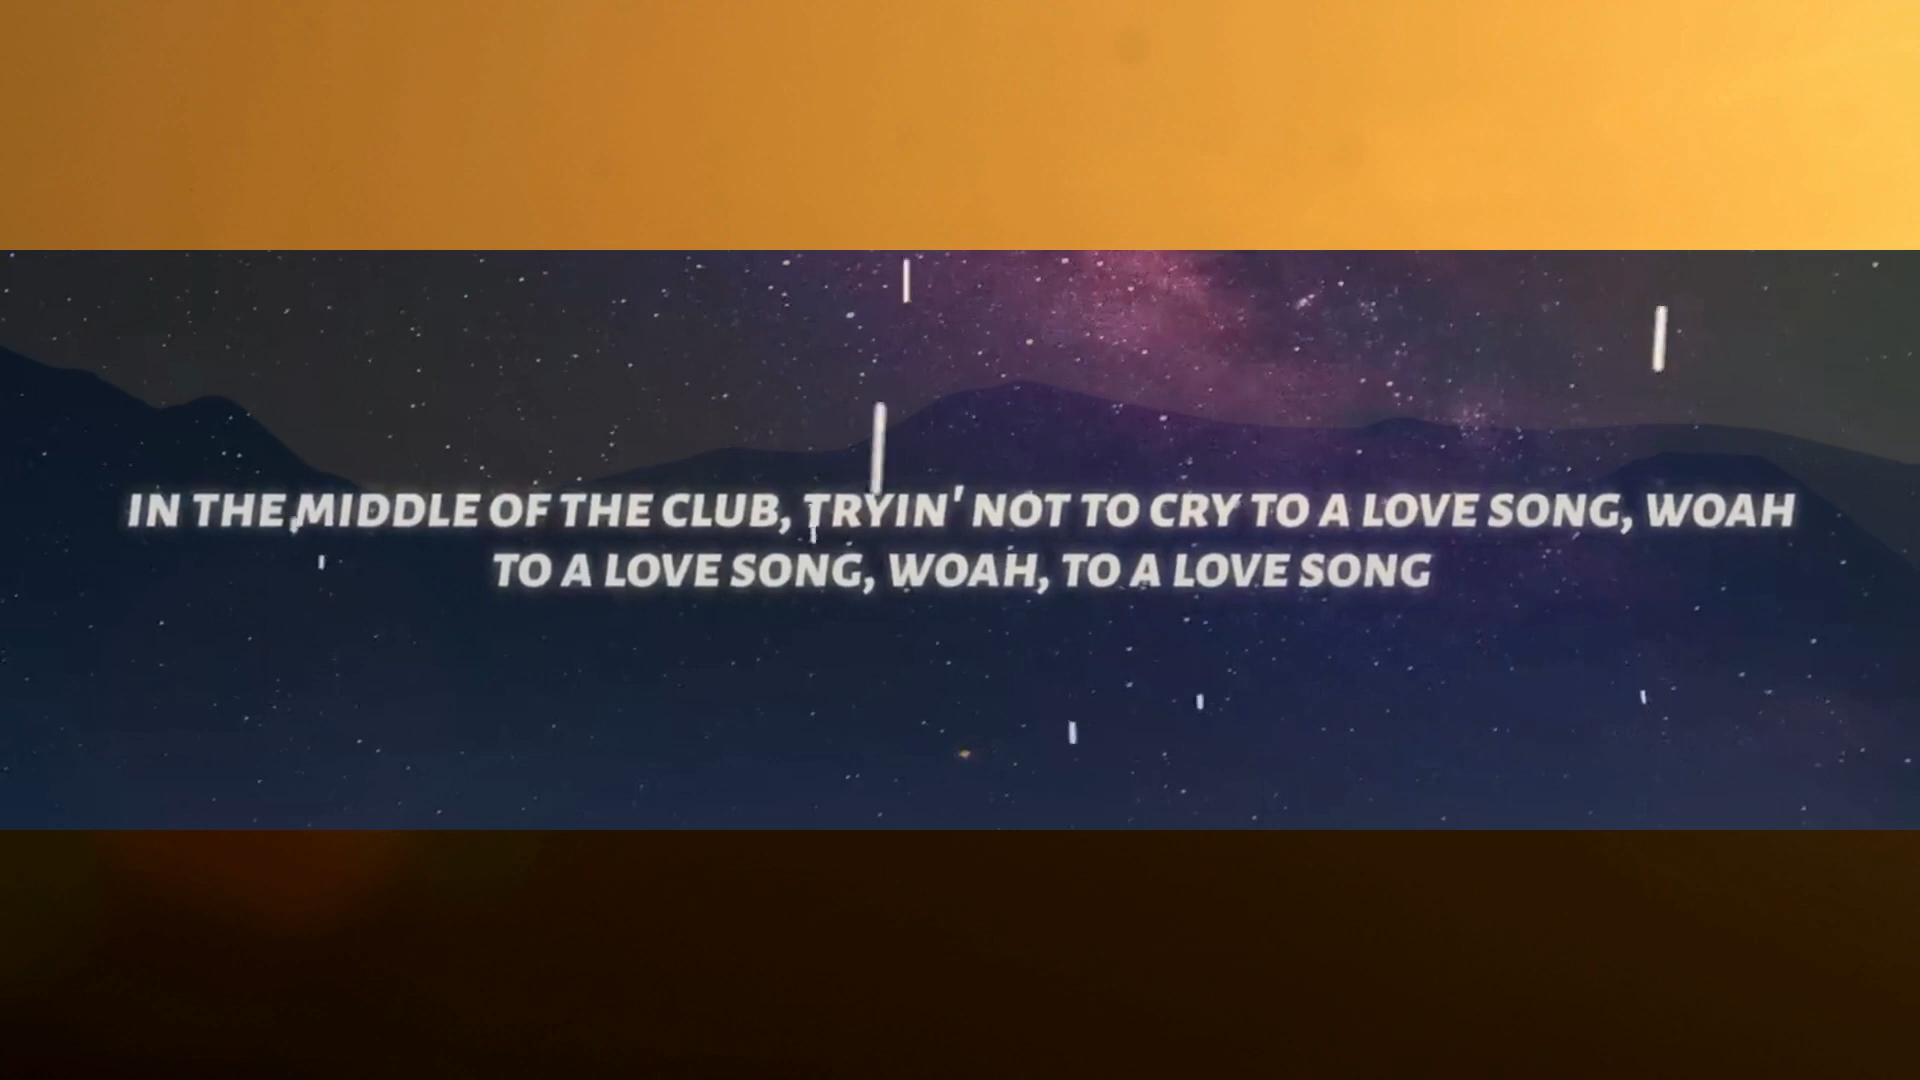 IN THE MIDDLE OF THE CLUB, TRYIN' NOT TO CRY TO A LOVE SONG, WOAH
TO A LOVE SONG, WOAH, TO A LOVE SONG